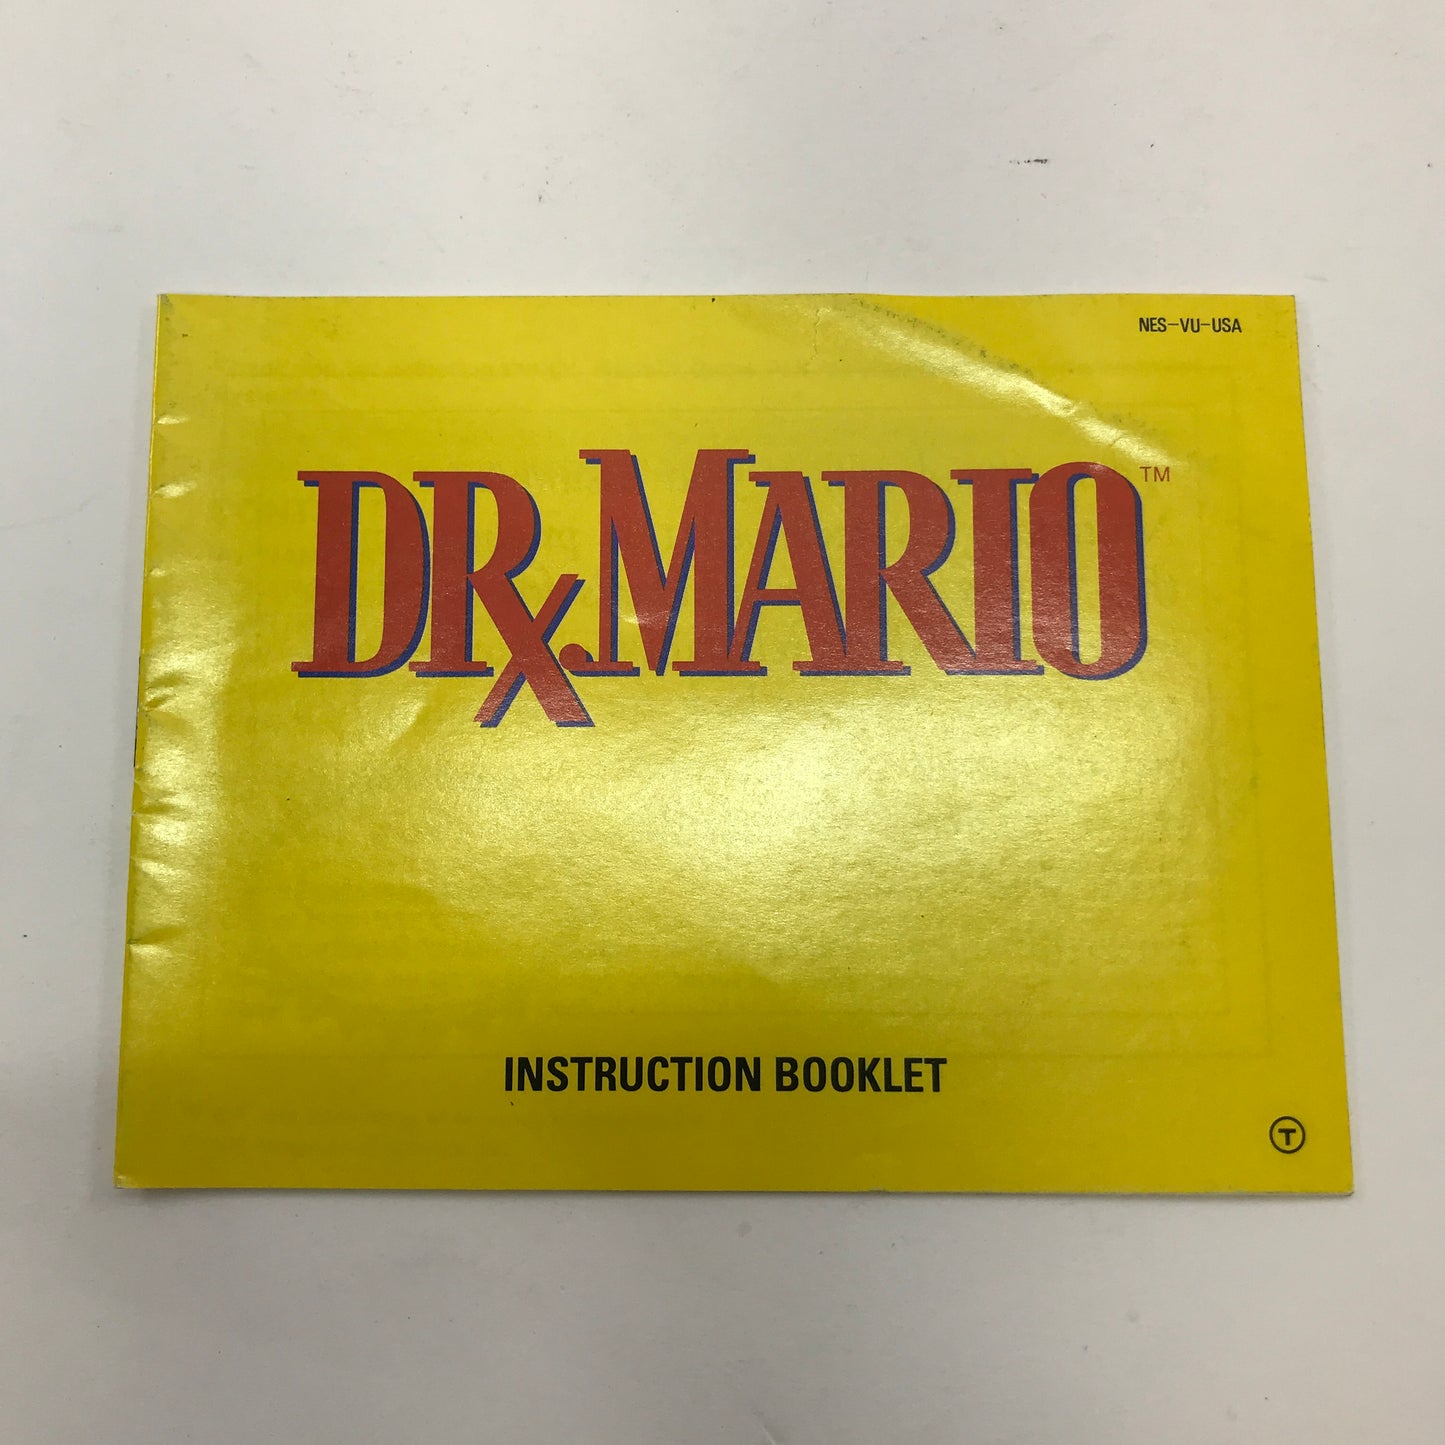 NES-VU-USA
DR. MARIO™
INSTRUCTION BOOKLET
T